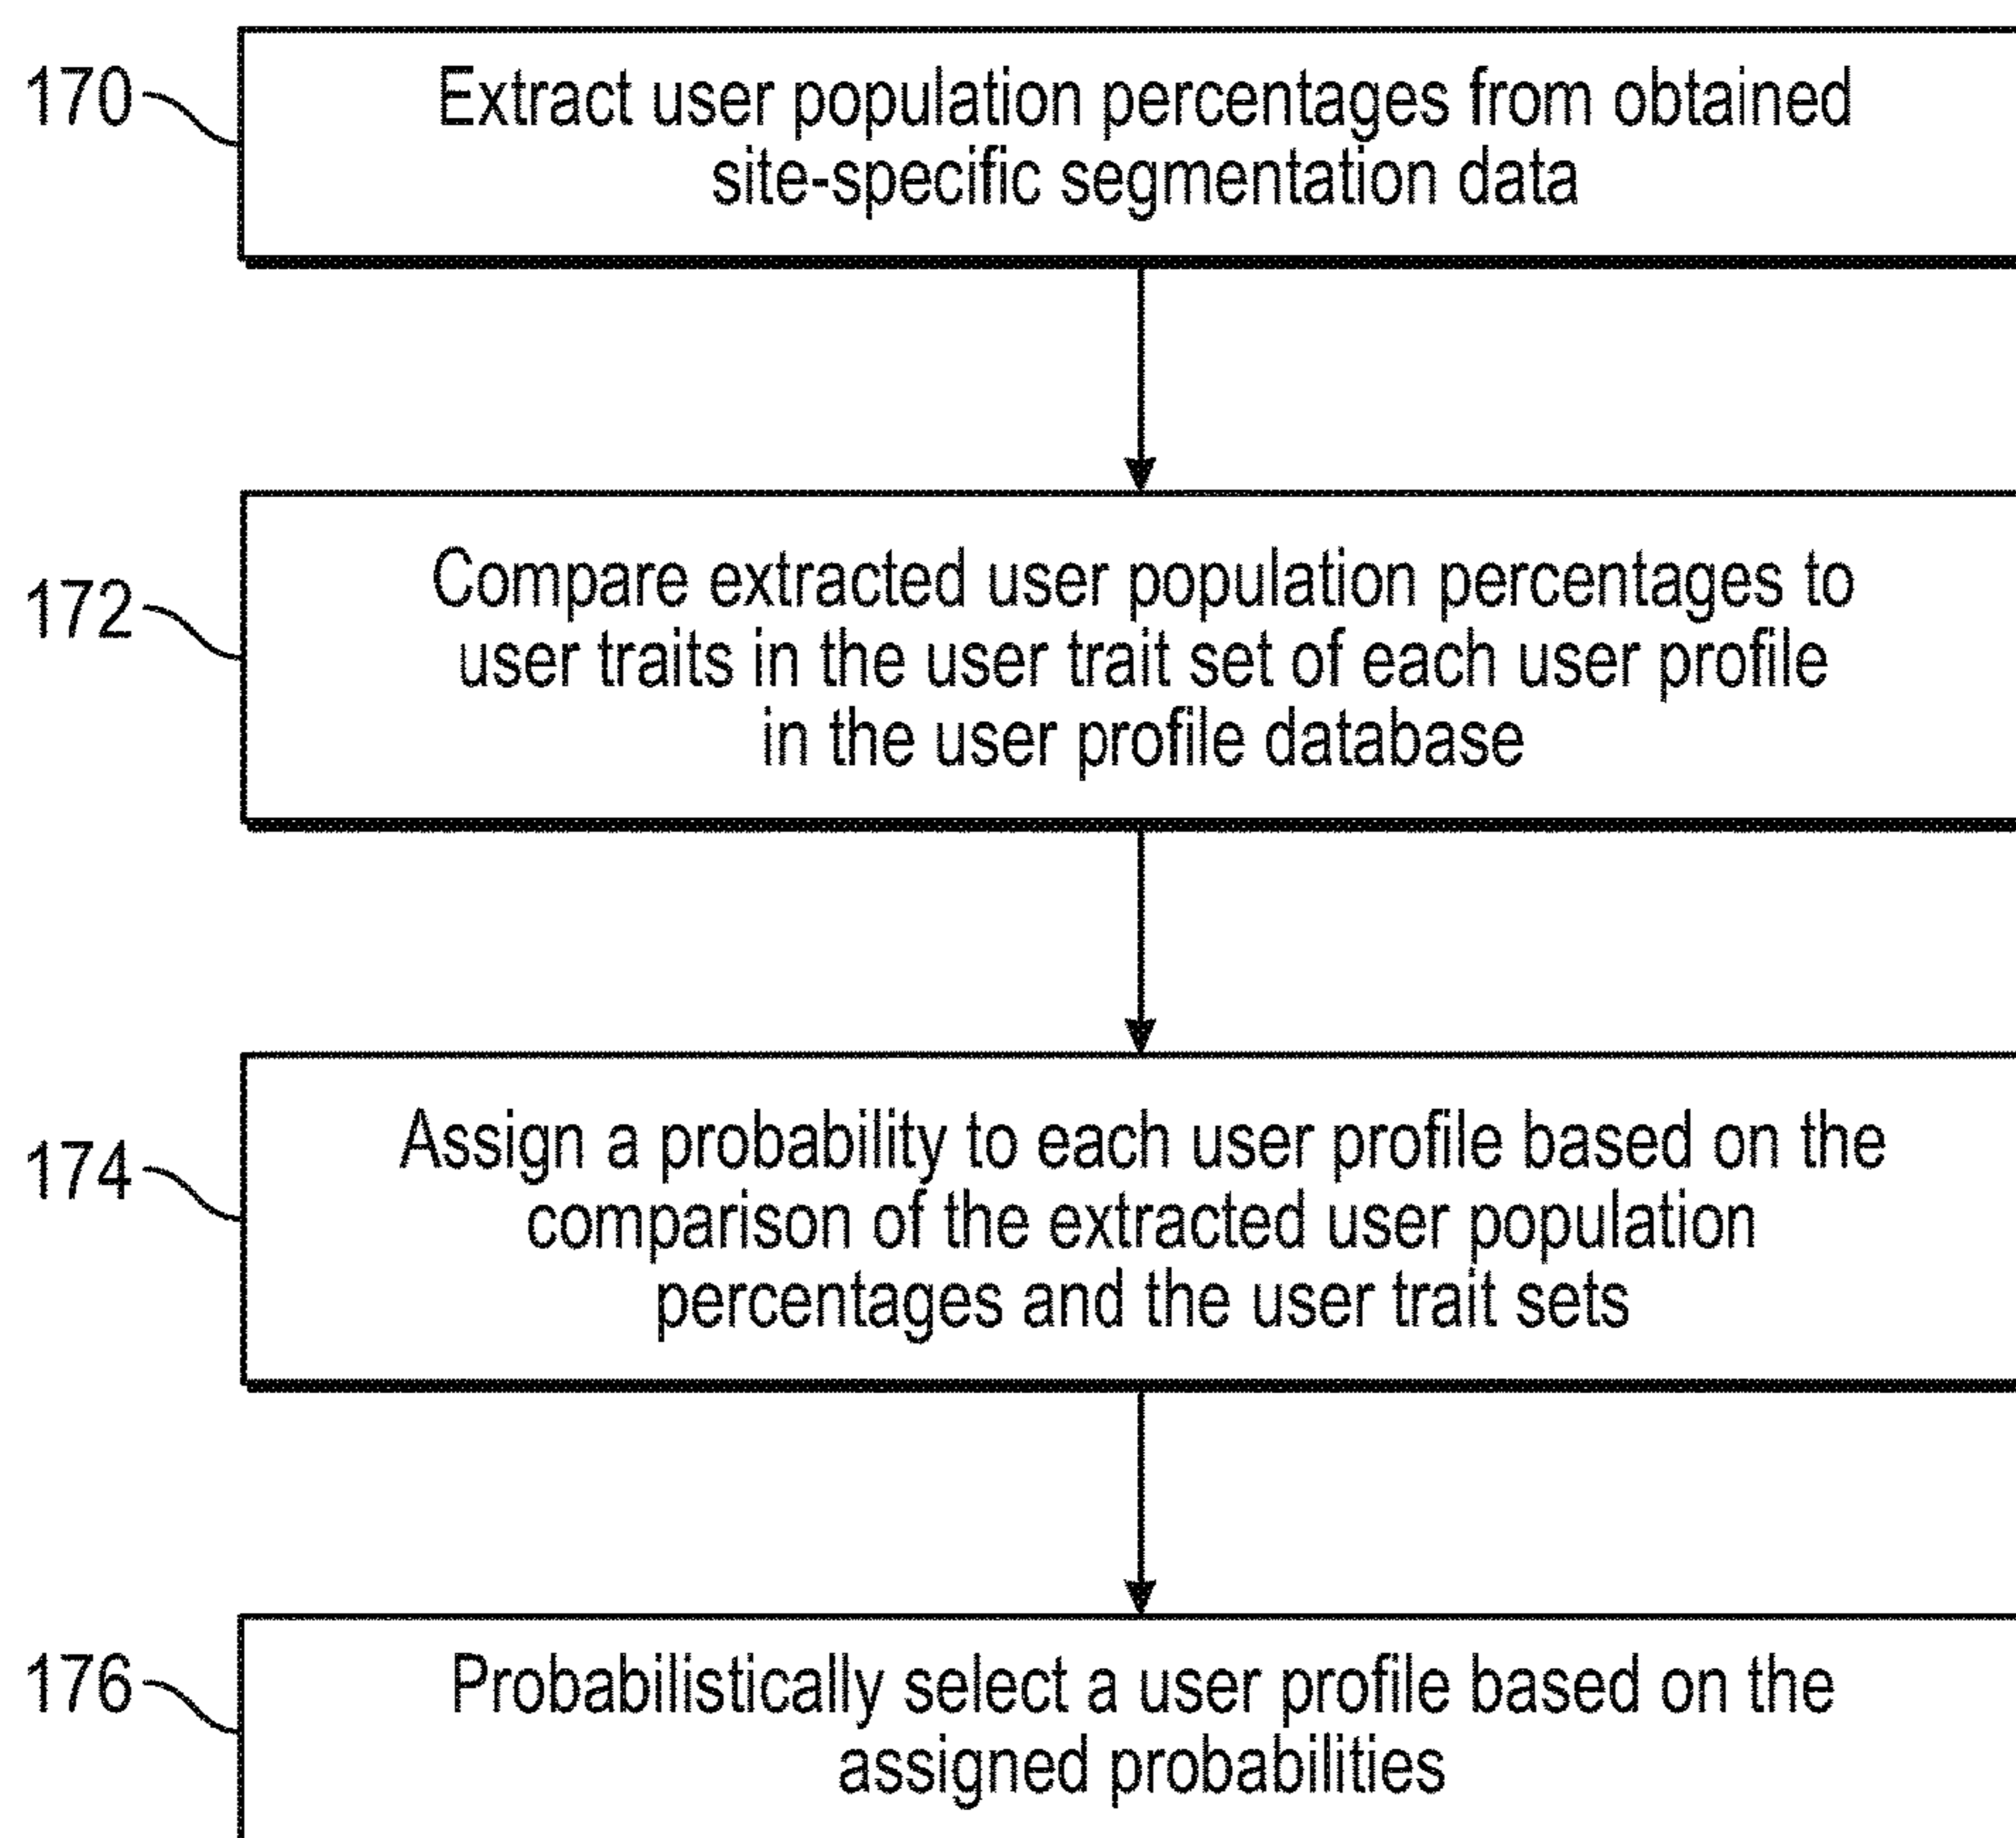 170
Extract user population percentages from obtained
site-specific segmentation data
172
Compare extracted user population percentages to
user traits in the user trait set of each user profile
in the user profile database
174
Assign a probability to each user profile based on the
comparison of the extracted user population
percentages and the user trait sets
176
Probabilistically select a user profile based on the
assigned probabilities